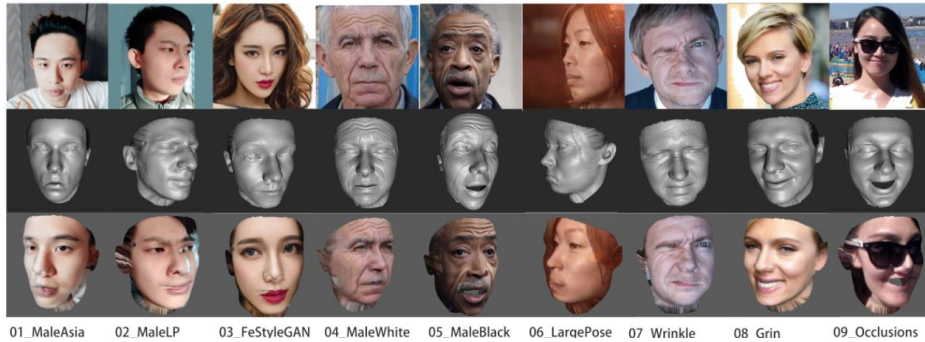 01_MaleAsia 02_MaleLP 03_FeStyleGAN 04_MaleWhite 05_MaleBlack 06_LargePose 07_Wrinkle 08_Grin 09_Occlusions